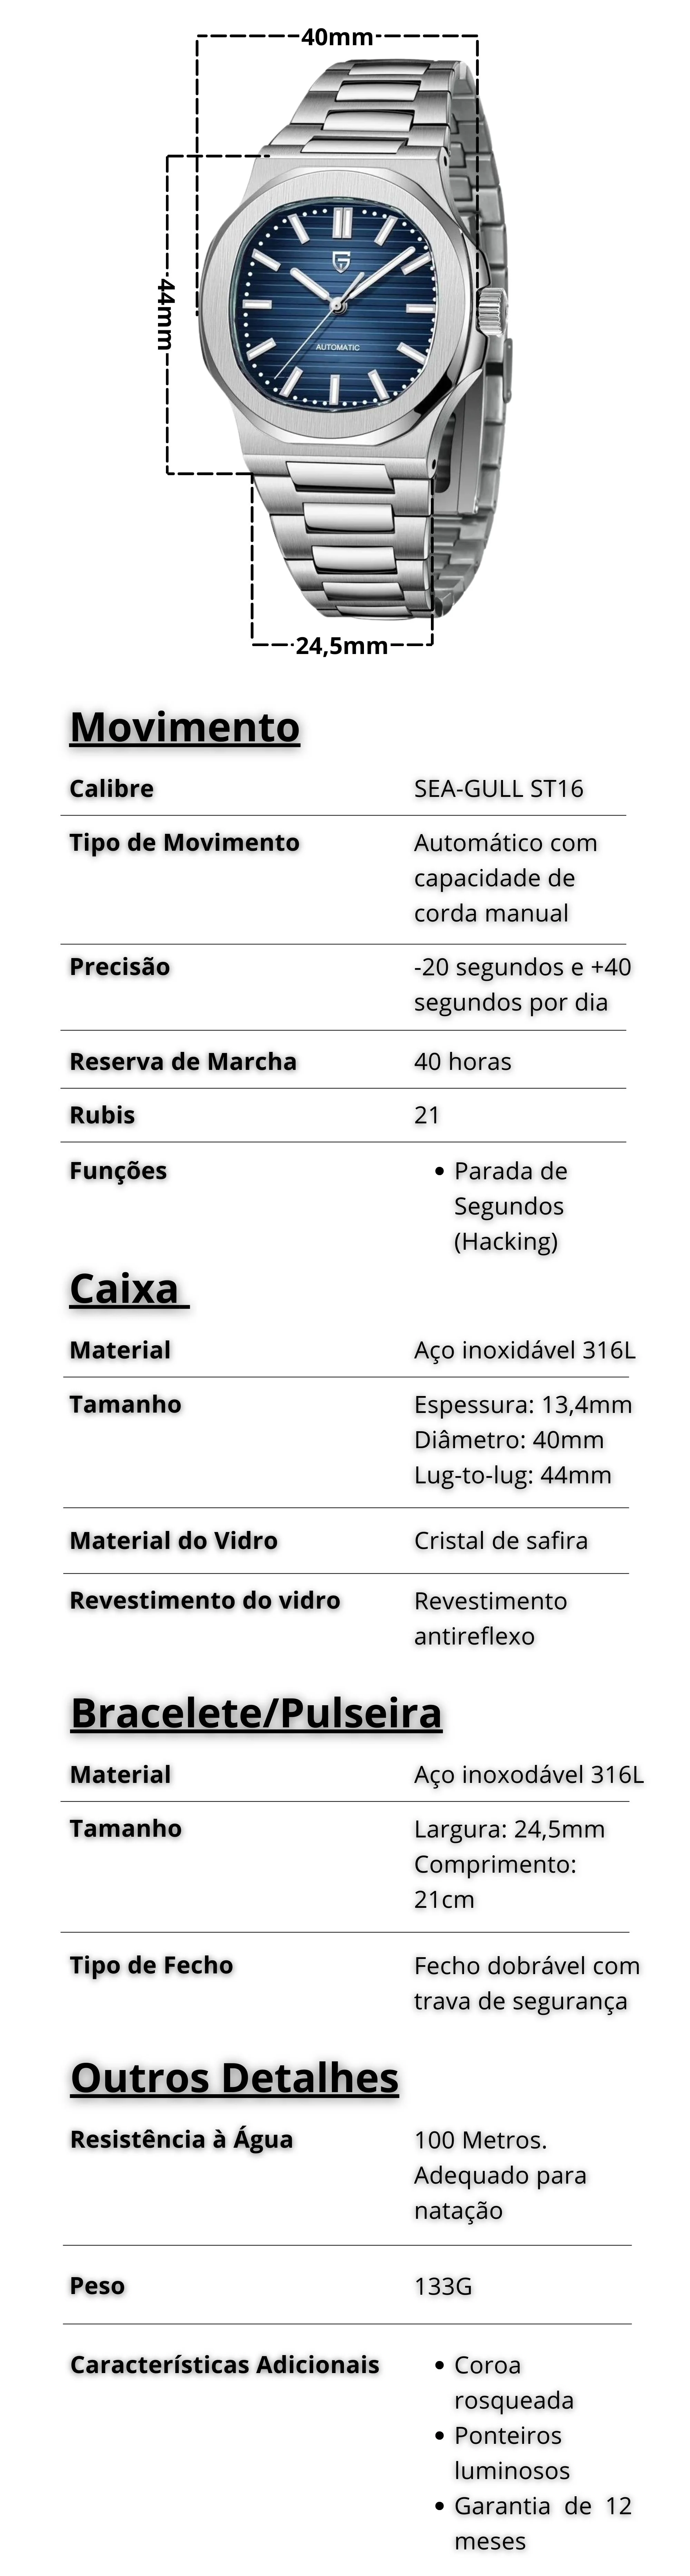 40mm
44mm
AUTOMATIC
24,5mm
Movimento
Calibre SEA-GULL ST16
Tipo de Movimento Automático com
capacidade de
corda manual
Precisão -20 segundos e +40
segundos por dia
Reserva de Marcha 40 horas
Rubis 21
Funções • Parada de
Segundos
(Hacking)
Caixa
Material Aço inoxidável 316L
Tamanho Espessura: 13,4mm
Diâmetro: 40mm
Lug-to-lug: 44mm
Material do Vidro Cristal de safira
Revestimento do vidro Revestimento
antireflexo
Bracelete/Pulseira
Material Aço inoxodável 316L
Tamanho Largura: 24,5mm
Comprimento:
21cm
Tipo de Fecho Fecho dobrável com
trava de segurança
Outros Detalhes
Resistência à Água 100 Metros.
Adequado para
natação
Peso 133G
Características Adicionais • Coroa
rosqueada
• Ponteiros
luminosos
• Garantia de 12
meses